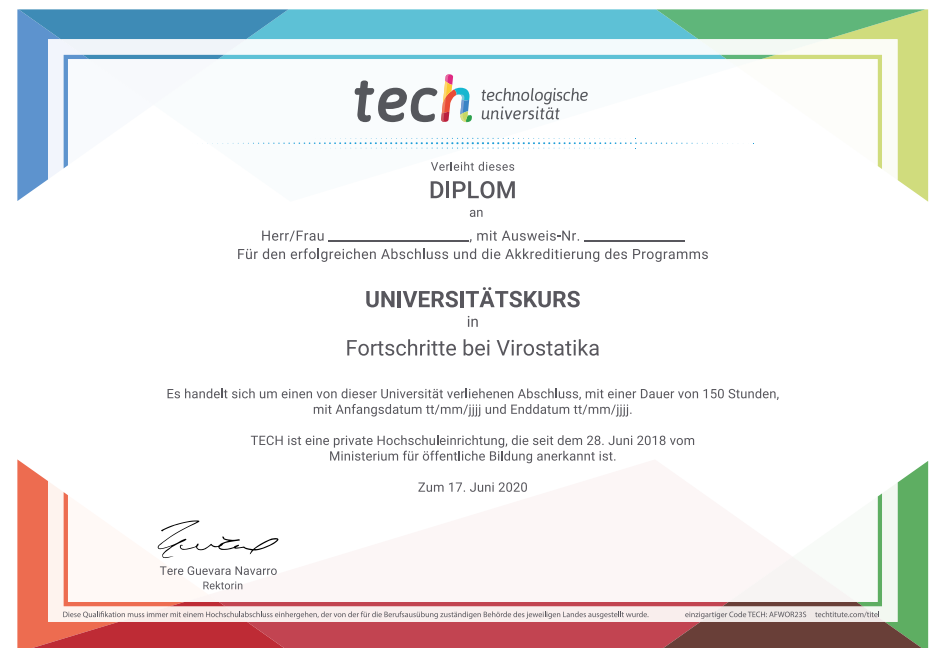 tech technologische
universität
Verleiht dieses
DIPLOM
an
Herr/Frau ____________________, mit Ausweis-Nr. ______________
Für den erfolgreichen Abschluss und die Akkreditierung des Programms
UNIVERSITÄTSKURS
in
Fortschritte bei Virostatika
Es handelt sich um einen von dieser Universität verliehenen Abschluss, mit einer Dauer von 150 Stunden,
mit Anfangsdatum tt/mm/jjjj und Enddatum tt/mm/jjjj.
TECH ist eine private Hochschuleinrichtung, die seit dem 28. Juni 2018 vom
Ministerium für öffentliche Bildung anerkannt ist.
Zum 17. Juni 2020
Tere Guevara Navarro
Rektorin
Diese Qualifikation muss immer mit einem Hochschulabschluss einhergehen, der von der für die Berufsausübung zuständigen Behörde des jeweiligen Landes ausgestellt wurde. einzigartiger Code TECH: AFWOR23S techtitute.com/titel